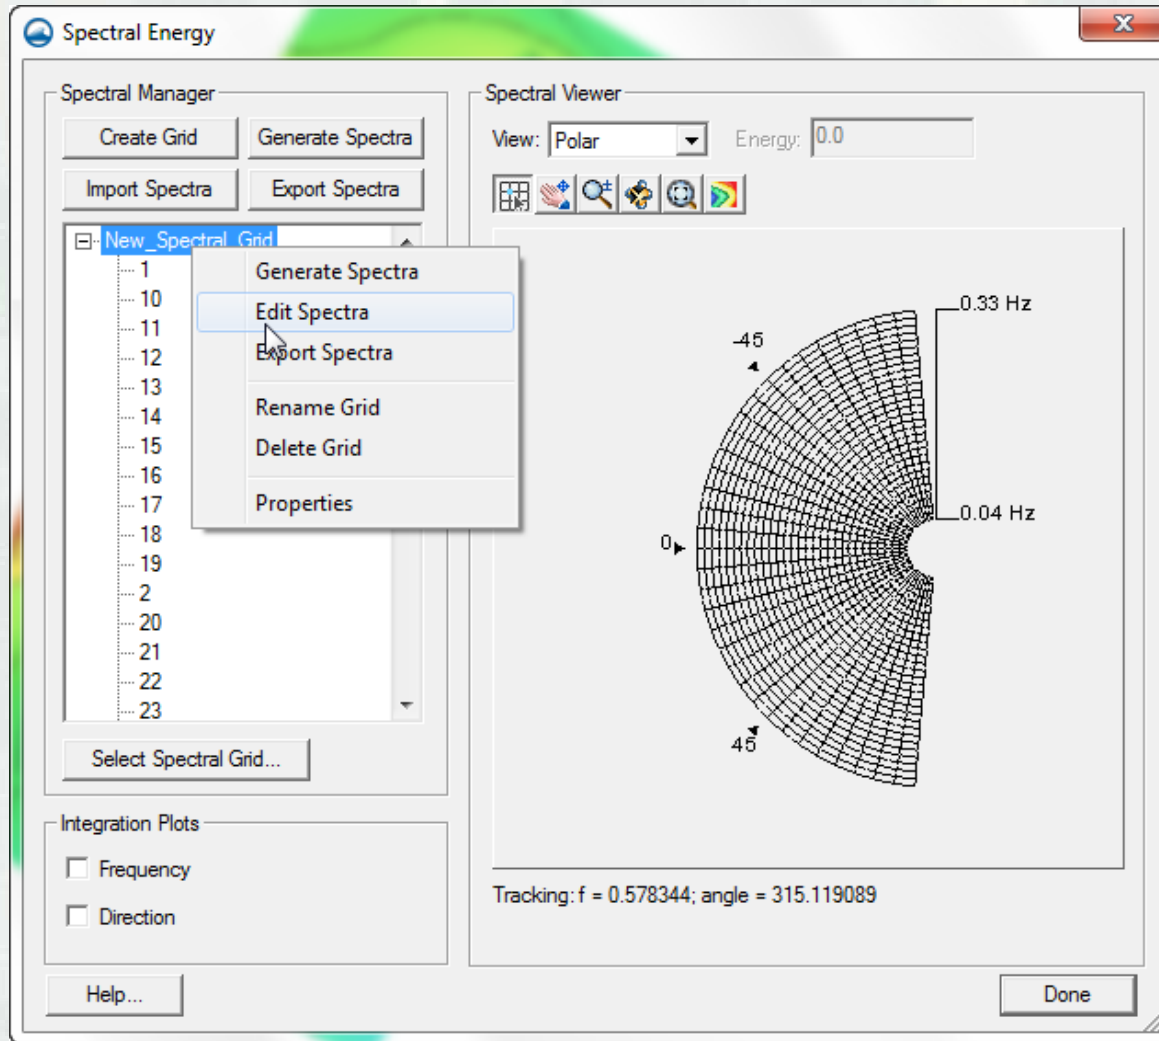 Spectral Energy
Spectral Manager
Create Grid
Generate Spectra
Import Spectra
Export Spectra
New_Spectral_Grid
1
10
11
12
13
14
15
16
17
18
19
2
20
21
22
23
Generate Spectra
Edit Spectra
Export Spectra
Rename Grid
Delete Grid
Properties
Select Spectral Grid...
Integration Plots
Frequency
Direction
Help...
Spectral Viewer
View: Polar
Energy: 0.0
0.33 Hz
-45
0.04 Hz
0
45
Tracking: f = 0.578344; angle = 315.119089
Done